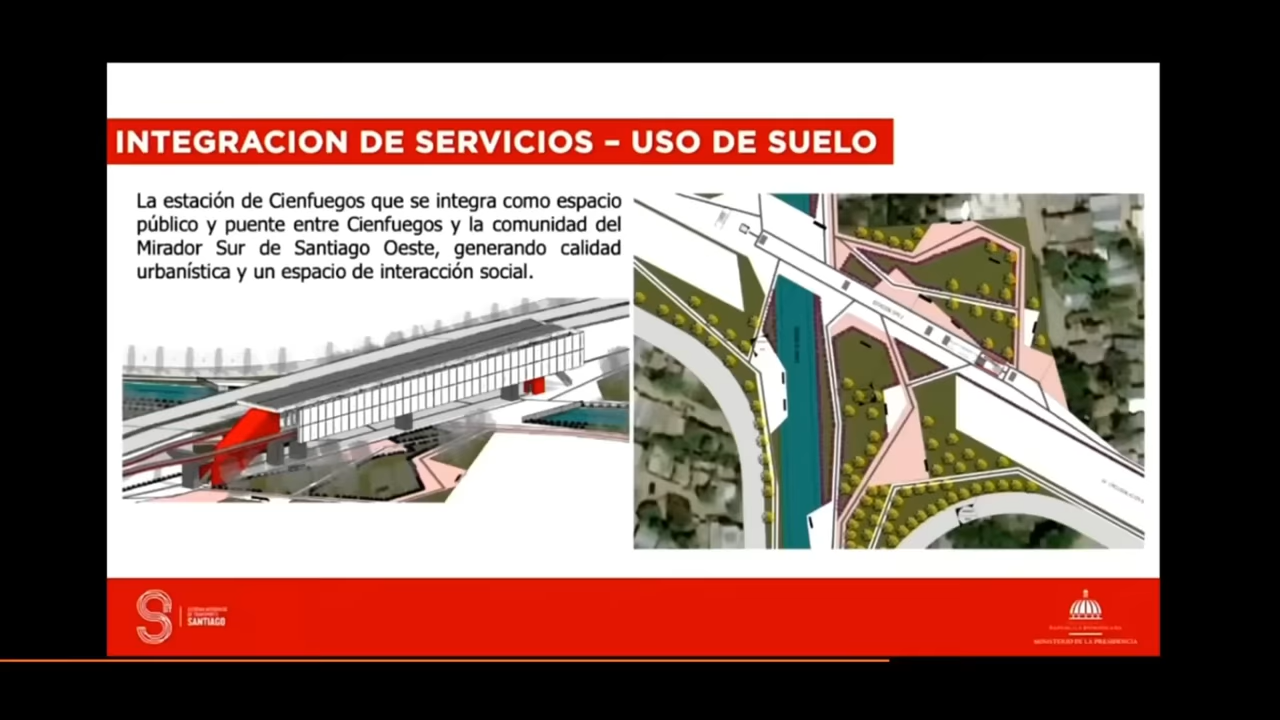 INTEGRACION DE SERVICIOS – USO DE SUELO
La estación de Cienfuegos que se integra como espacio
público y puente entre Cienfuegos y la comunidad del
Mirador Sur de Santiago Oeste, generando calidad
urbanística y un espacio de interacción social.
SANTIAGO
MINISTERIO DE LA PRESIDENCIA